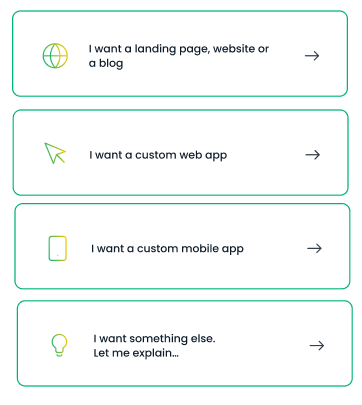 I want a landing page, website or
a blog
I want a custom web app
I want a custom mobile app
I want something else.
Let me explain...